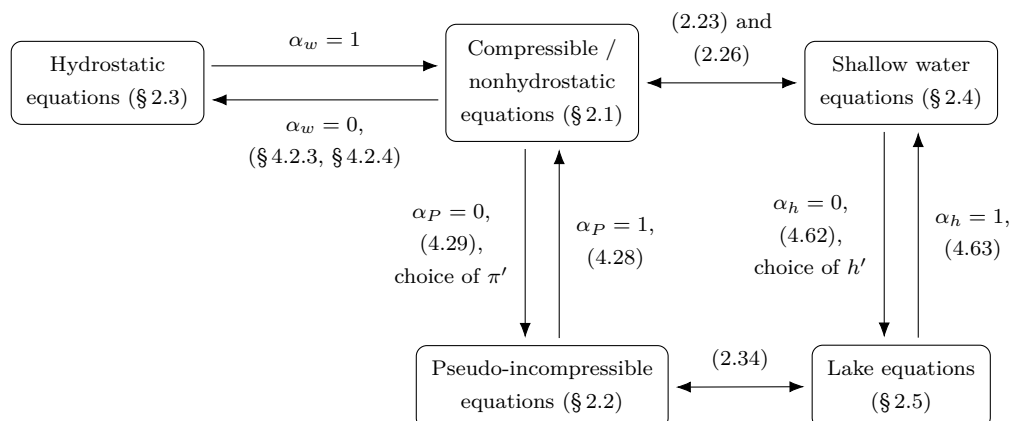 Hydrostatic
equations (§ 2.3)
α_w = 1
α_w = 0,
(§ 4.2.3, § 4.2.4)
Compressible /
nonhydrostatic
equations (§ 2.1)
(2.23) and
(2.26)
Shallow water
equations (§ 2.4)
α_P = 0,
(4.29),
choice of π′
α_P = 1,
(4.28)
α_h = 0,
(4.62),
choice of h′
α_h = 1,
(4.63)
Pseudo-incompressible
equations (§ 2.2)
(2.34)
Lake equations
(§ 2.5)